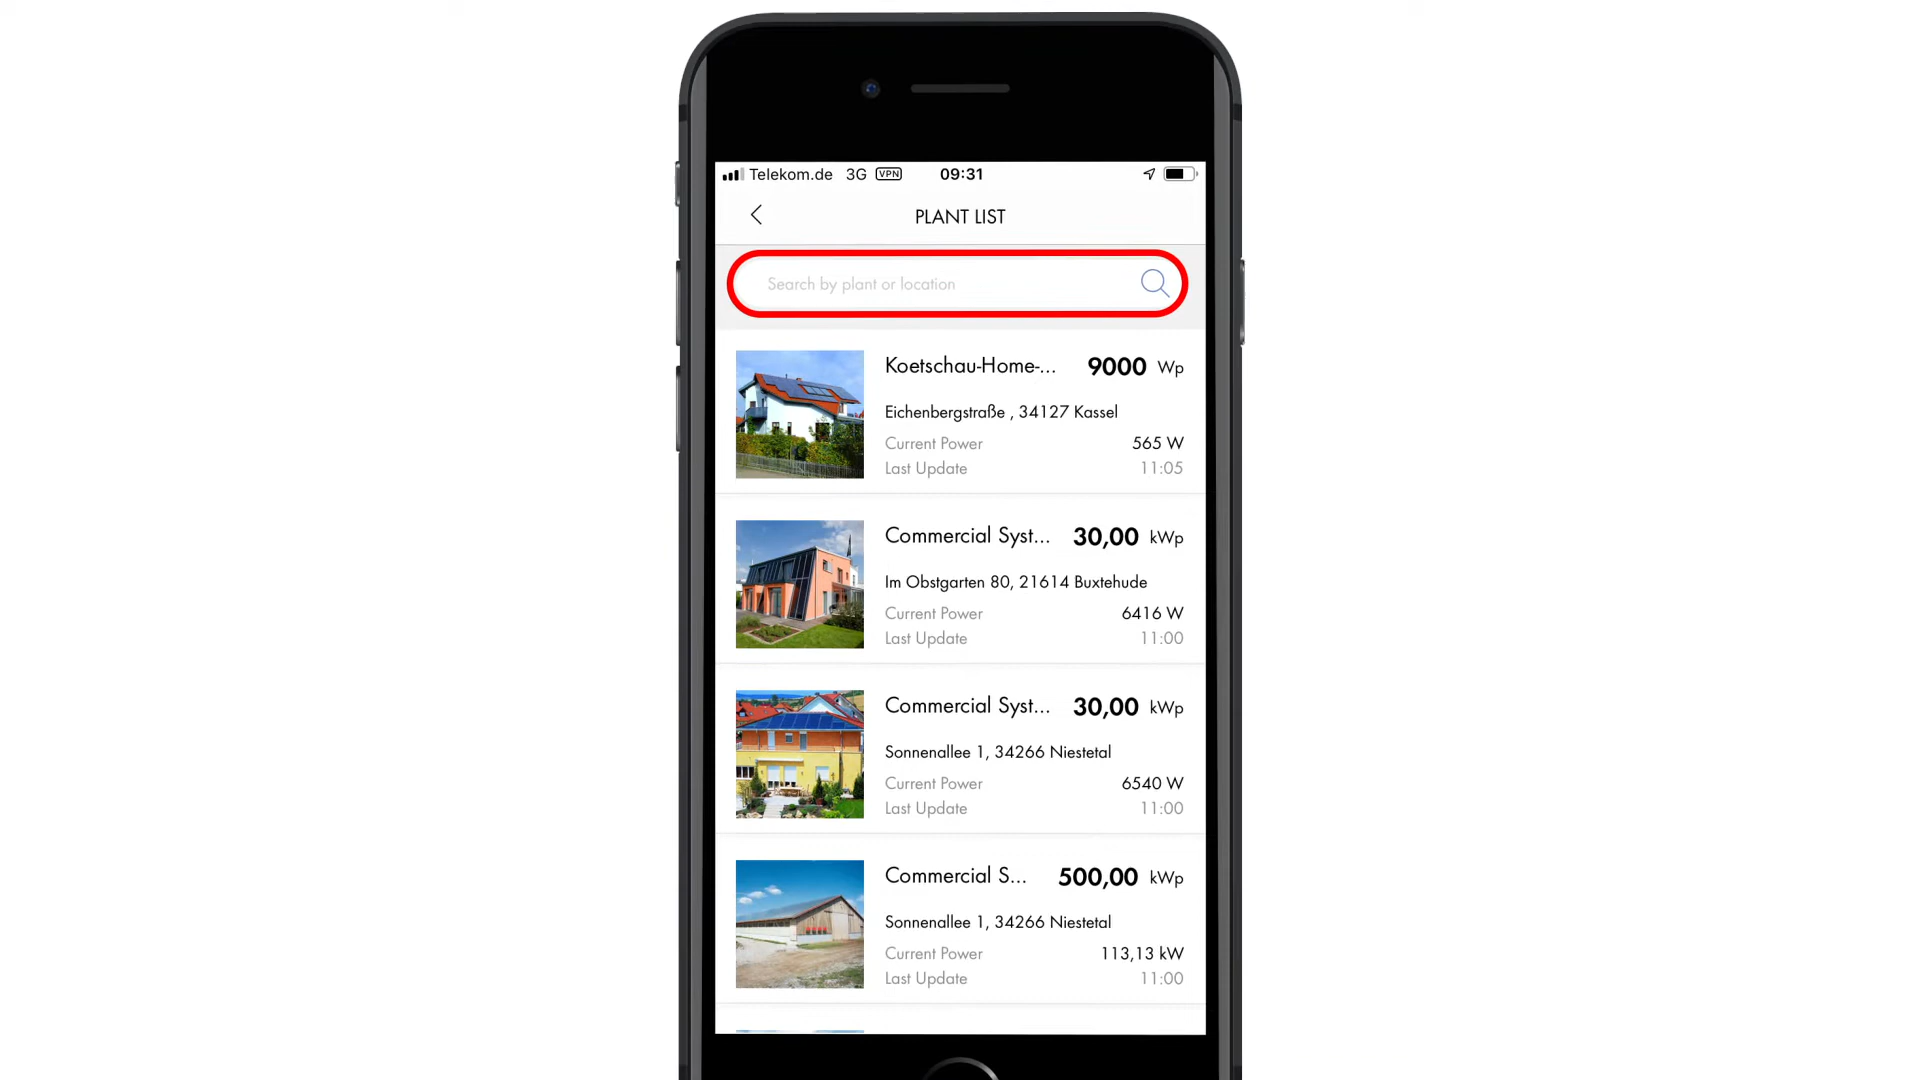 Telekom.de 3G VPN 09:31
PLANT LIST
Search by plant or location
Koetschau-Home-... 9000 Wp
Eichenbergstraße , 34127 Kassel
Current Power 565 W
Last Update 11:05
Commercial Syst... 30,00 kWp
Im Obstgarten 80, 21614 Buxtehude
Current Power 6416 W
Last Update 11:00
Commercial Syst... 30,00 kWp
Sonnenallee 1, 34266 Niestetal
Current Power 6540 W
Last Update 11:00
Commercial S... 500,00 kWp
Sonnenallee 1, 34266 Niestetal
Current Power 113,13 kW
Last Update 11:00